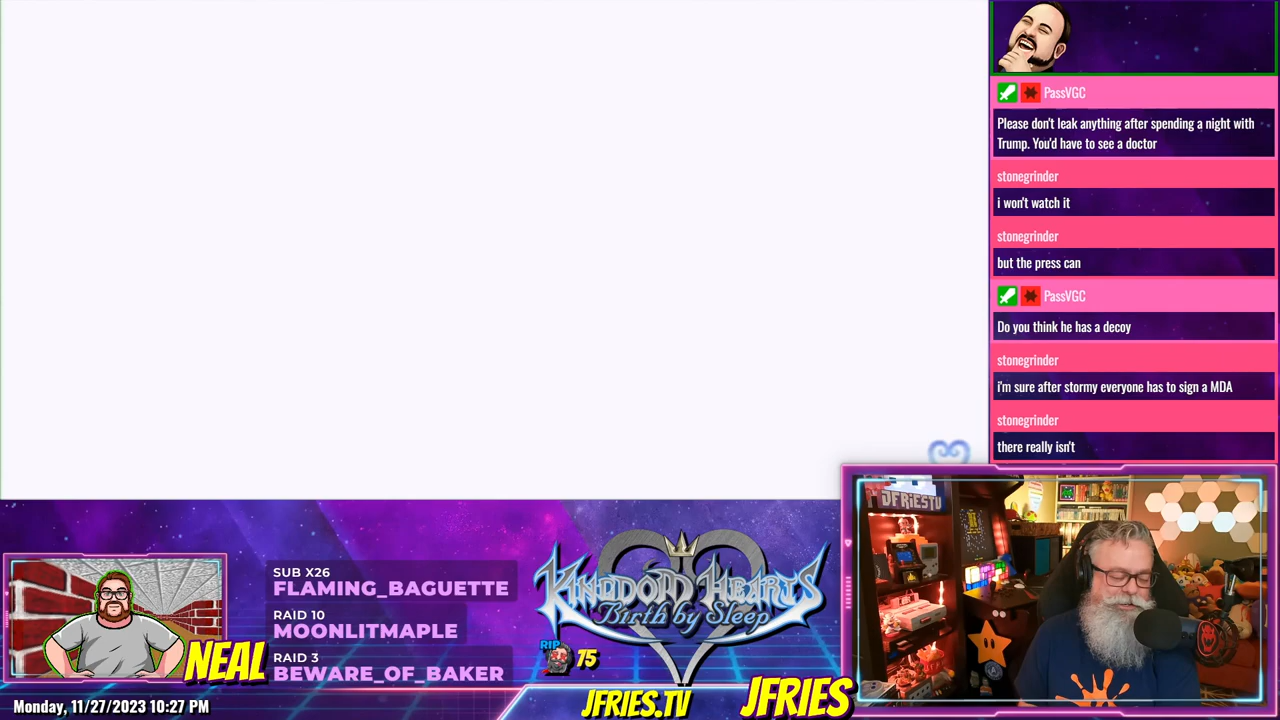 PassVGC
Please don't leak anything after spending a night with
Trump. You'd have to see a doctor
stonegrinder
i won't watch it
stonegrinder
but the press can
PassVGC
Do you think he has a decoy
stonegrinder
i'm sure after stormy everyone has to sign a MDA
stonegrinder
there really isn't
JFRIESTV
SUB X26
FLAMING_BAGUETTE
RAID 10
MOONLITMAPLE
RAID 3
BEWARE_OF_BAKER
NEAL
KINGDOM HEARTS
Birth by Sleep
RIP
75
JFRIES.TV
JFRIES
Monday, 11/27/2023 10:27 PM